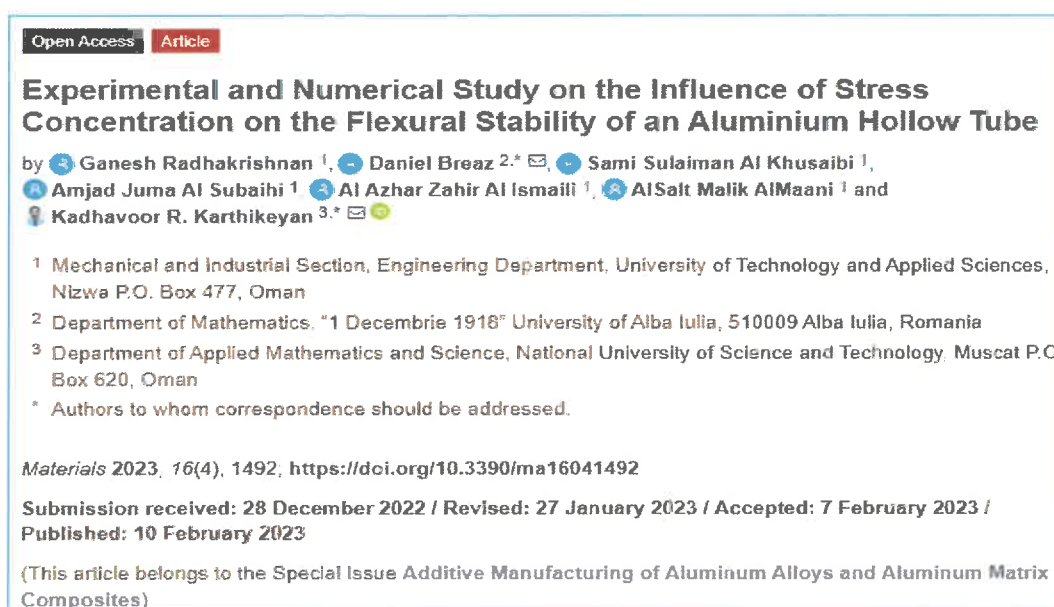 Open Access Article
Experimental and Numerical Study on the Influence of Stress
Concentration on the Flexural Stability of an Aluminium Hollow Tube
by Ganesh Radhakrishnan 1, Daniel Breaz 2,*, Sami Sulaiman Al Khusaibi 1,
Amjad Juma Al Subaihi 1, Al Azhar Zahir Al Ismaili 1, AlSalt Malik AlMaani 1 and
Kadhavoor R. Karthikeyan 3,*
1 Mechanical and Industrial Section, Engineering Department, University of Technology and Applied Sciences,
Nizwa P.O. Box 477, Oman
2 Department of Mathematics, "1 Decembrie 1918" University of Alba Iulia, 510009 Alba Iulia, Romania
3 Department of Applied Mathematics and Science, National University of Science and Technology, Muscat P.O
Box 620, Oman
* Authors to whom correspondence should be addressed.
Materials 2023, 16(4), 1492; https://doi.org/10.3390/ma16041492
Submission received: 28 December 2022 / Revised: 27 January 2023 / Accepted: 7 February 2023 /
Published: 10 February 2023
(This article belongs to the Special Issue Additive Manufacturing of Aluminum Alloys and Aluminum Matrix
Composites)